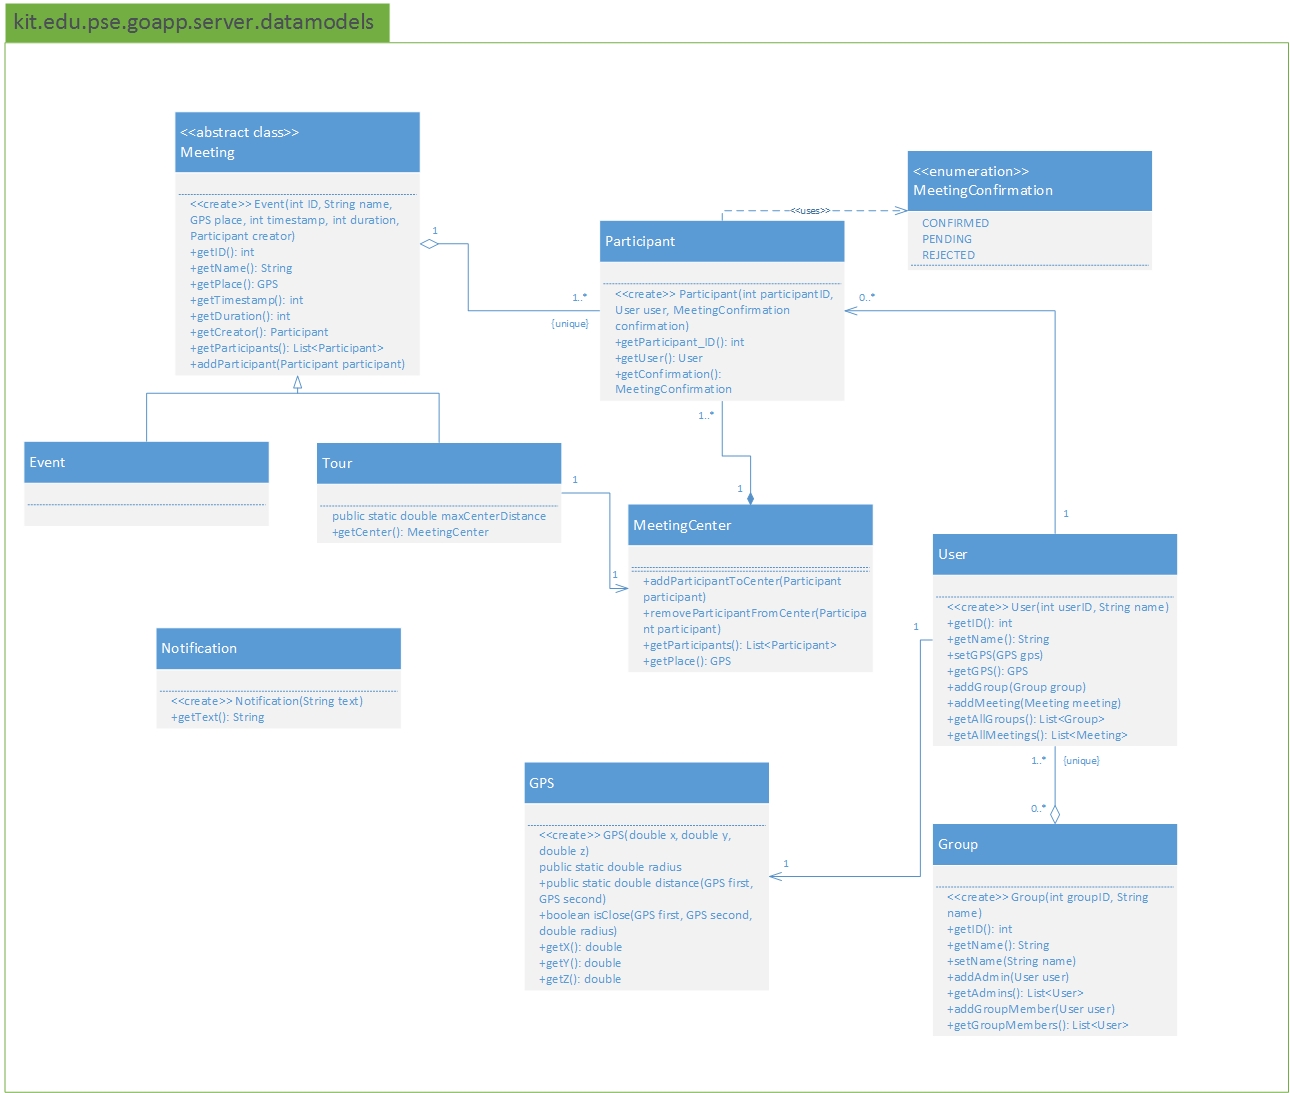 kit.edu.pse.goapp.server.datamodels
<<abstract class>>
Meeting
<<create>> Event(int ID, String name,
GPS place, int timestamp, int duration,
Participant creator)
+getID(): int
+getName(): String
+getPlace(): GPS
+getTimestamp(): int
+getDuration(): int
+getCreator(): Participant
+getParticipants(): List<Participant>
+addParticipant(Participant participant)
1
1..*
{unique}
Participant
<<create>> Participant(int participantID,
User user, MeetingConfirmation
confirmation)
+getParticipant_ID(): int
+getUser(): User
+getConfirmation():
MeetingConfirmation
<<uses>>
<<enumeration>>
MeetingConfirmation
CONFIRMED
PENDING
REJECTED
0..*
1
1..*
1
Event
Tour
public static double maxCenterDistance
+getCenter(): MeetingCenter
1
1
MeetingCenter
+addParticipantToCenter(Participant
participant)
+removeParticipantFromCenter(Participa
nt participant)
+getParticipants(): List<Participant>
+getPlace(): GPS
User
<<create>> User(int userID, String name)
+getID(): int
+getName(): String
+setGPS(GPS gps)
+getGPS(): GPS
+addGroup(Group group)
+addMeeting(Meeting meeting)
+getAllGroups(): List<Group>
+getAllMeetings(): List<Meeting>
1
1..*
{unique}
0..*
Notification
<<create>> Notification(String text)
+getText(): String
GPS
<<create>> GPS(double x, double y,
double z)
public static double radius
+public static double distance(GPS first,
GPS second)
+boolean isClose(GPS first, GPS second,
double radius)
+getX(): double
+getY(): double
+getZ(): double
1
Group
<<create>> Group(int groupID, String
name)
+getID(): int
+getName(): String
+setName(String name)
+addAdmin(User user)
+getAdmins(): List<User>
+addGroupMember(User user)
+getGroupMembers(): List<User>